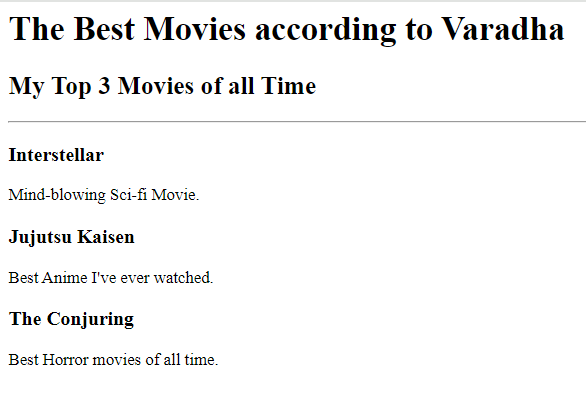 The Best Movies according to Varadha
My Top 3 Movies of all Time
Interstellar
Mind-blowing Sci-fi Movie.
Jujutsu Kaisen
Best Anime I've ever watched.
The Conjuring
Best Horror movies of all time.